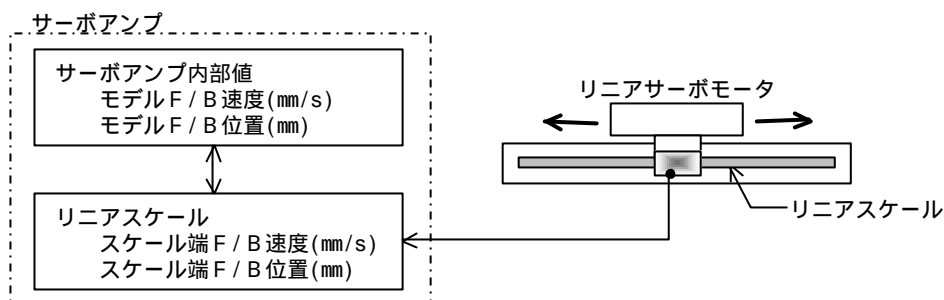 サーボアンプ
サーボアンプ内部値
モデルF/B速度(mm/s)
モデルF/B位置(mm)
リニアスケール
スケール端F/B速度(mm/s)
スケール端F/B位置(mm)
リニアサーボモータ
リニアスケール